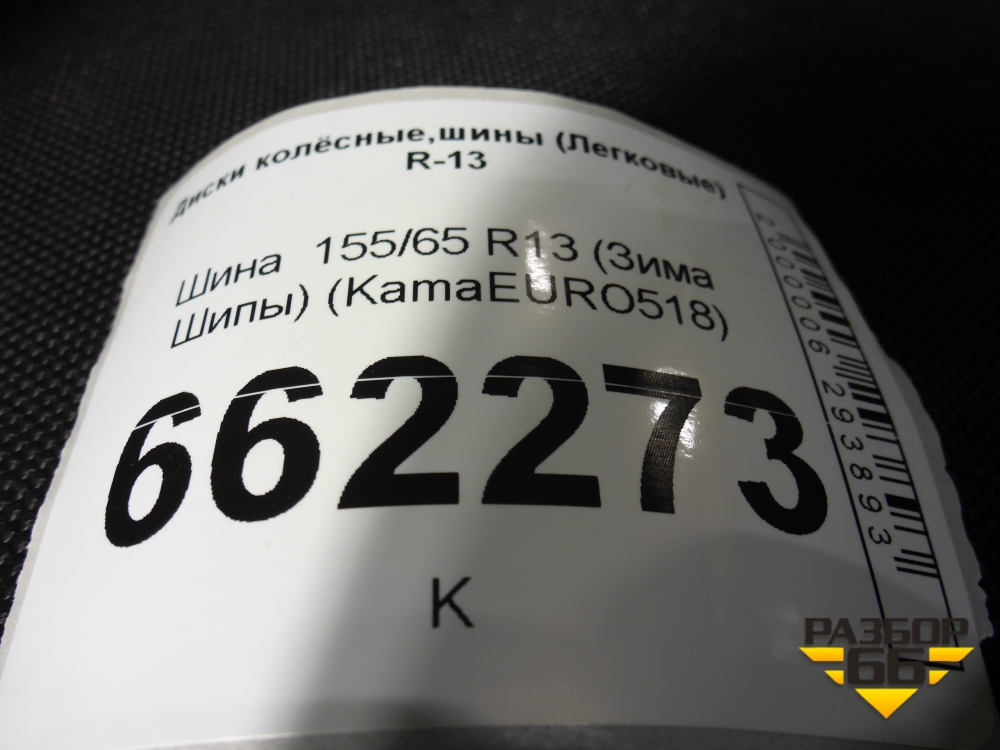 Диски колёсные,шины (Легковые)
R-13
Шина 155/65 R13 (Зима
Шипы) (KamaEURO518)
662273
K
2000006293893
РАЗБОР
66